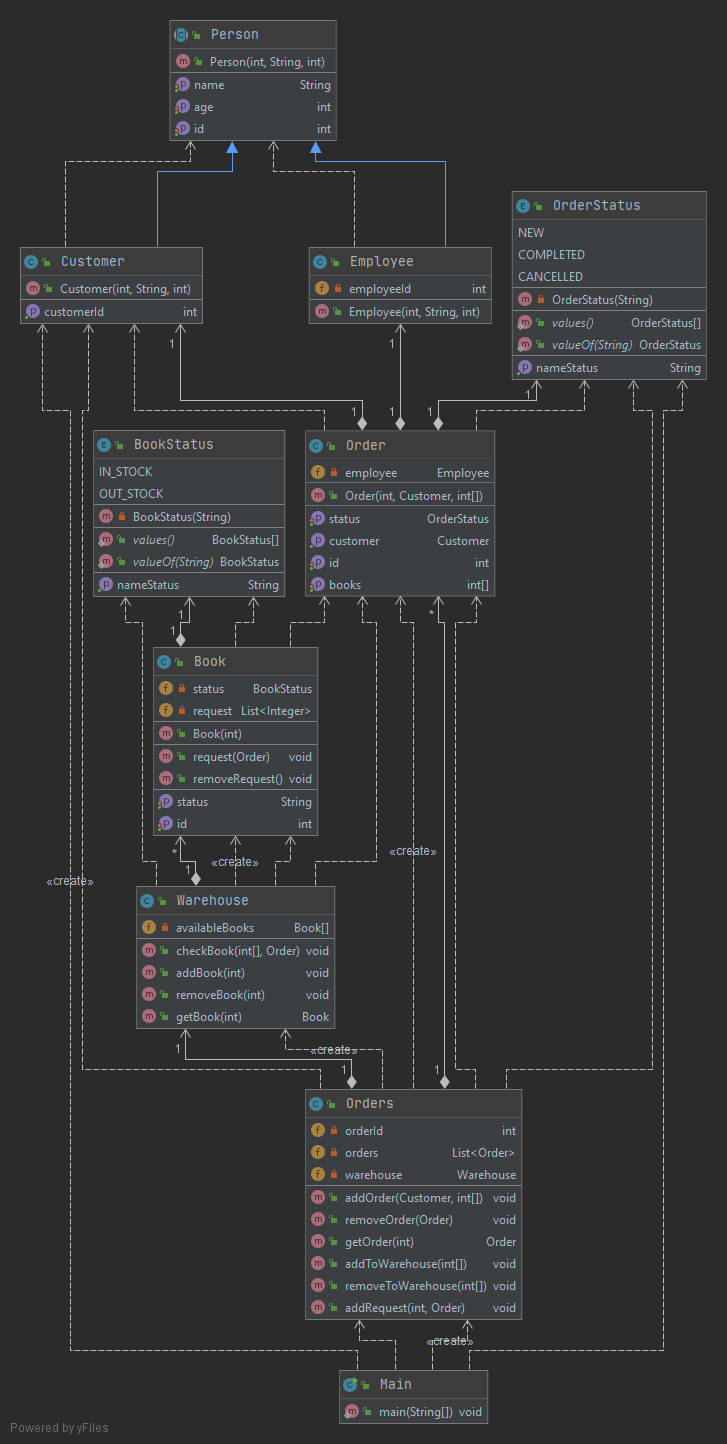 Person
Person(int, String, int)
name String
age int
id int
Customer
Customer(int, String, int)
customerId int
Employee
employeeId int
Employee(int, String, int)
OrderStatus
NEW
COMPLETED
CANCELLED
OrderStatus(String)
values() OrderStatus[]
valueOf(String) OrderStatus
nameStatus String
1 1 1
1 1 1
BookStatus
IN_STOCK
OUT_STOCK
BookStatus(String)
values() BookStatus[]
valueOf(String) BookStatus
nameStatus String
Order
employee Employee
Order(int, Customer, int[])
status OrderStatus
customer Customer
id int
books int[]
1
1
*
Book
status BookStatus
request List<Integer>
Book(int)
request(Order) void
removeRequest() void
status String
id int
*
1
«create»
«create»
«create»
Warehouse
availableBooks Book[]
checkBook(int[], Order) void
addBook(int) void
removeBook(int) void
getBook(int) Book
1
«create»
1 1
Orders
orderId int
orders List<Order>
warehouse Warehouse
addOrder(Customer, int[]) void
removeOrder(Order) void
getOrder(int) Order
addToWarehouse(int[]) void
removeToWarehouse(int[]) void
addRequest(int, Order) void
«create»
Main
main(String[]) void
Powered by yFiles